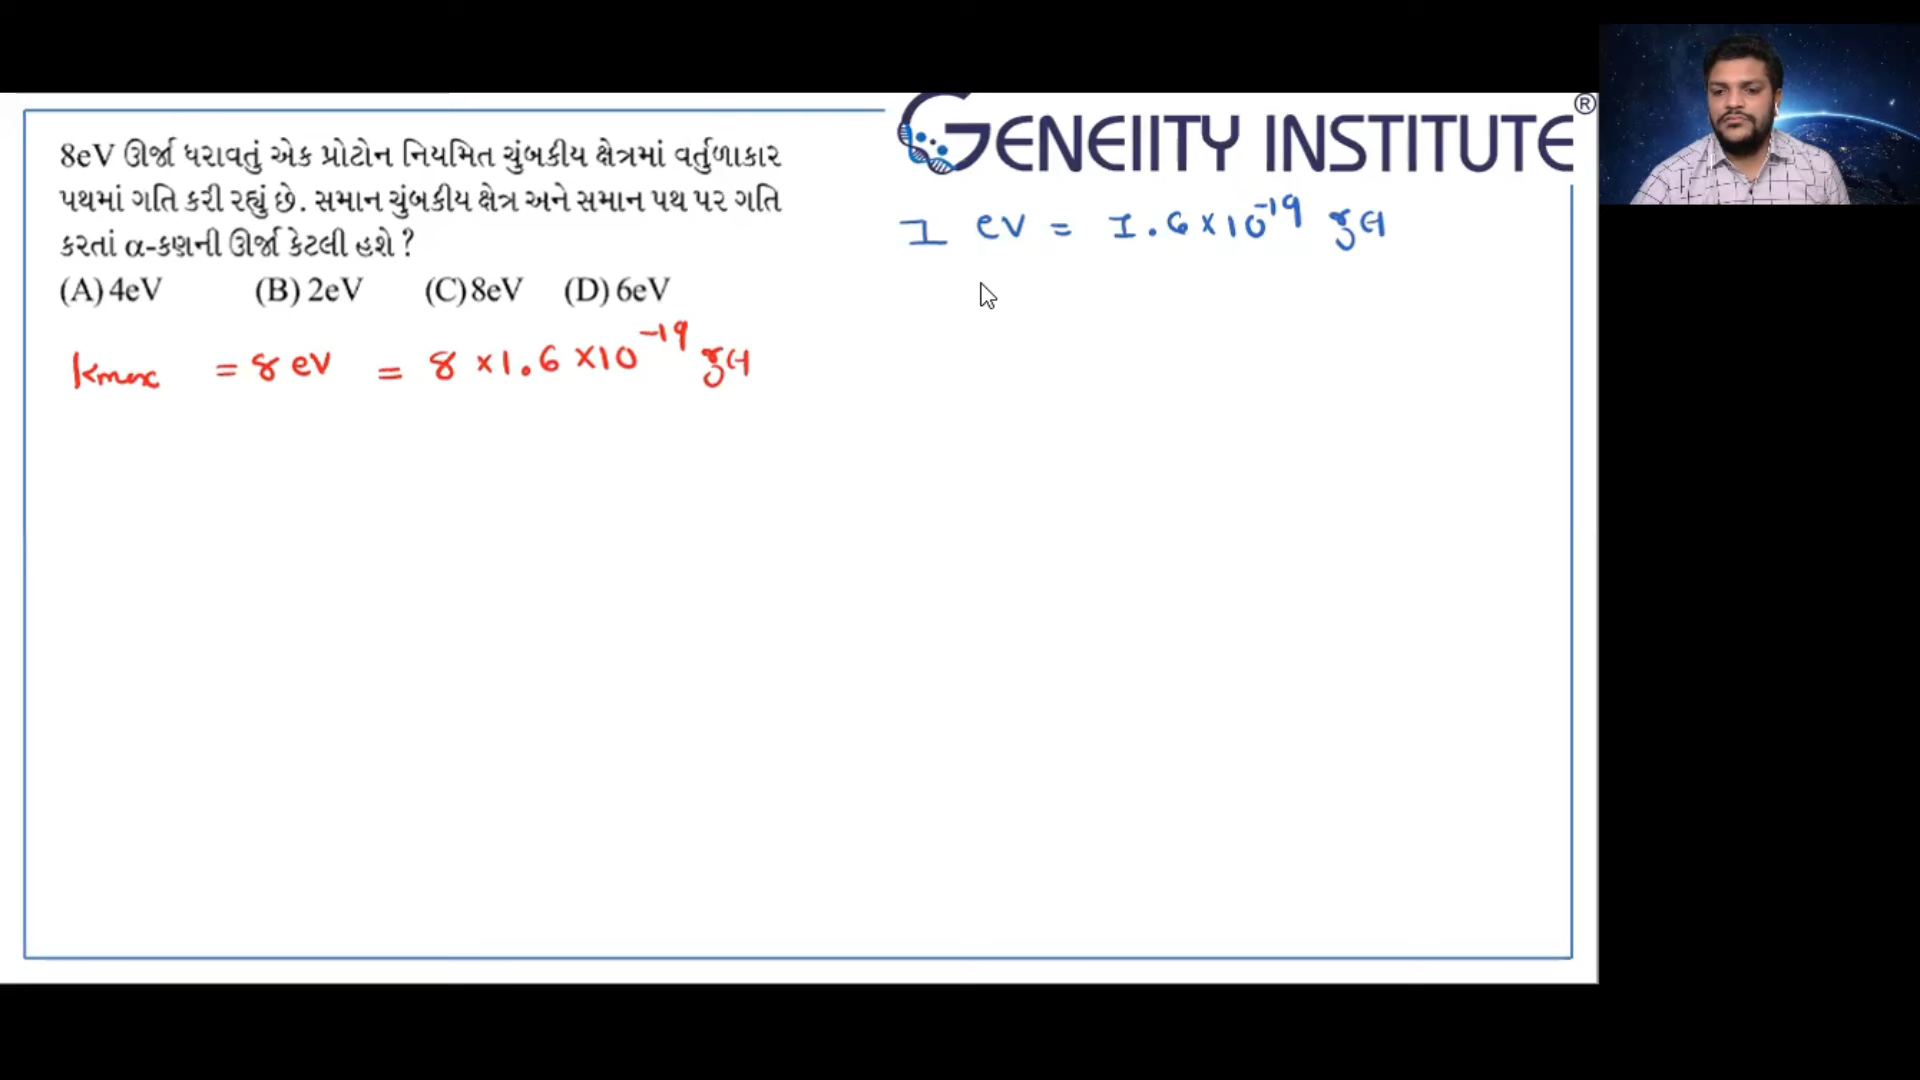 GENEIITY INSTITUTE®
8eV ઊર્જા ધરાવતું એક પ્રોટોન નિયમિત ચુંબકીય ક્ષેત્રમાં વર્તુળાકાર
પથમાં ગતિ કરી રહ્યું છે. સમાન ચુંબકીય ક્ષેત્ર અને સમાન પથ પર ગતિ
કરતાં α-કણની ઊર્જા કેટલી હશે ?
(A) 4eV (B) 2eV (C) 8eV (D) 6eV
Kmax = 8 eV = 8 × 1.6 × 10⁻¹⁹ જુલ
1 eV = 1.6 × 10⁻¹⁹ જુલ